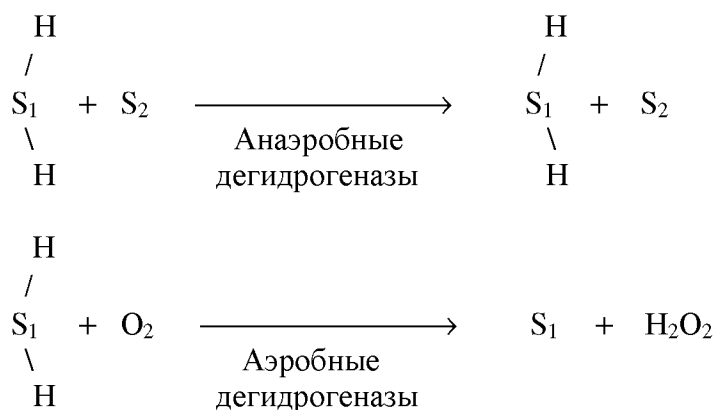 H H
/ /
S₁ + S₂ ⟶ S₁ + S₂
Анаэробные
\ \
дегидрогеназы
H H
H
/
S₁ + O₂ ⟶ S₁ + H₂O₂
Аэробные
\
дегидрогеназы
H